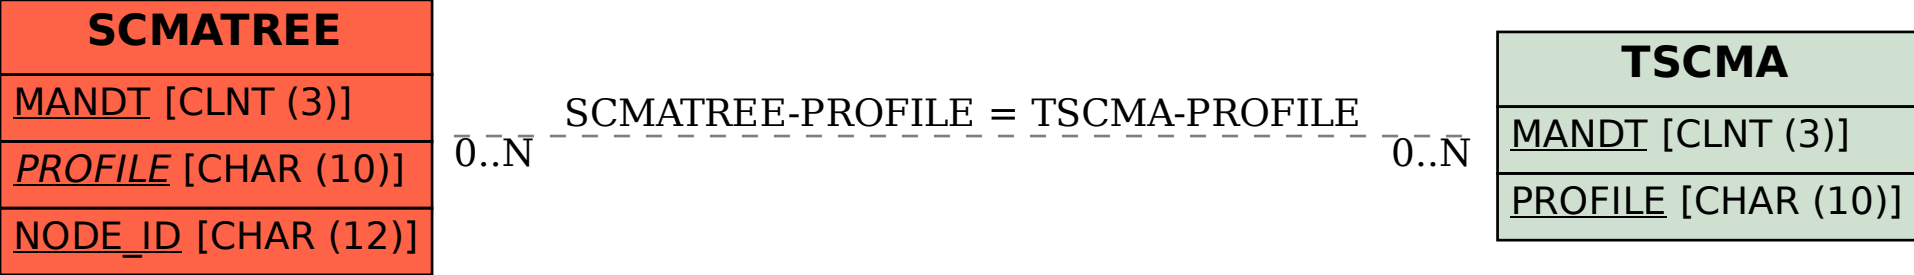 SCMATREE
MANDT [CLNT (3)]
PROFILE [CHAR (10)]
NODE_ID [CHAR (12)]
SCMATREE-PROFILE = TSCMA-PROFILE
0..N
0..N
TSCMA
MANDT [CLNT (3)]
PROFILE [CHAR (10)]